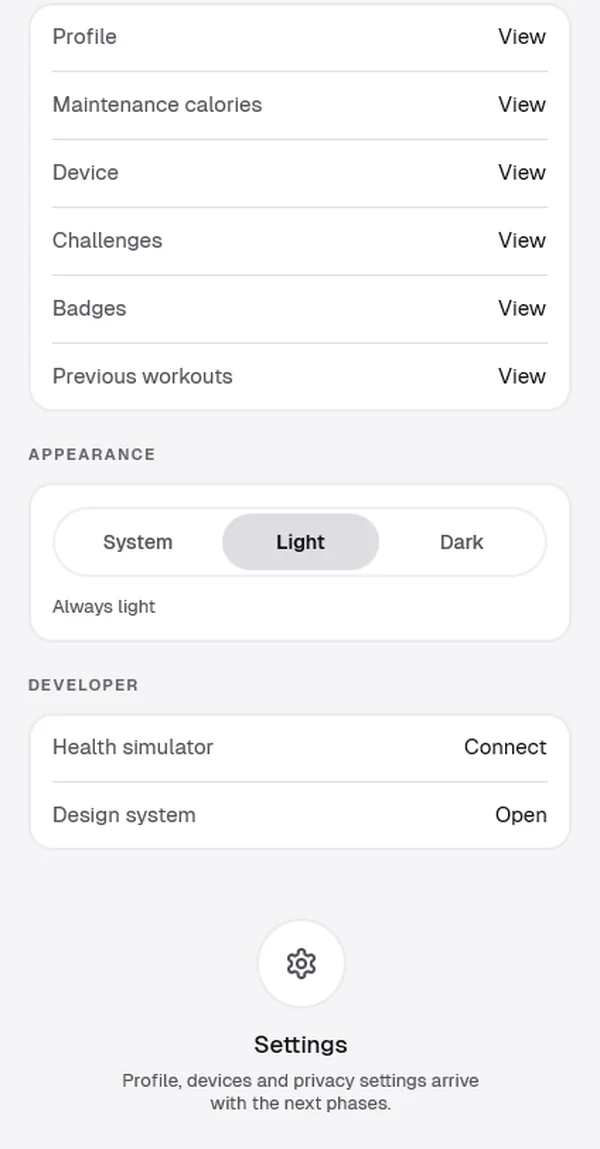 Profile View
Maintenance calories View
Device View
Challenges View
Badges View
Previous workouts View
APPEARANCE
System Light Dark
Always light
DEVELOPER
Health simulator Connect
Design system Open
Settings
Profile, devices and privacy settings arrive
with the next phases.